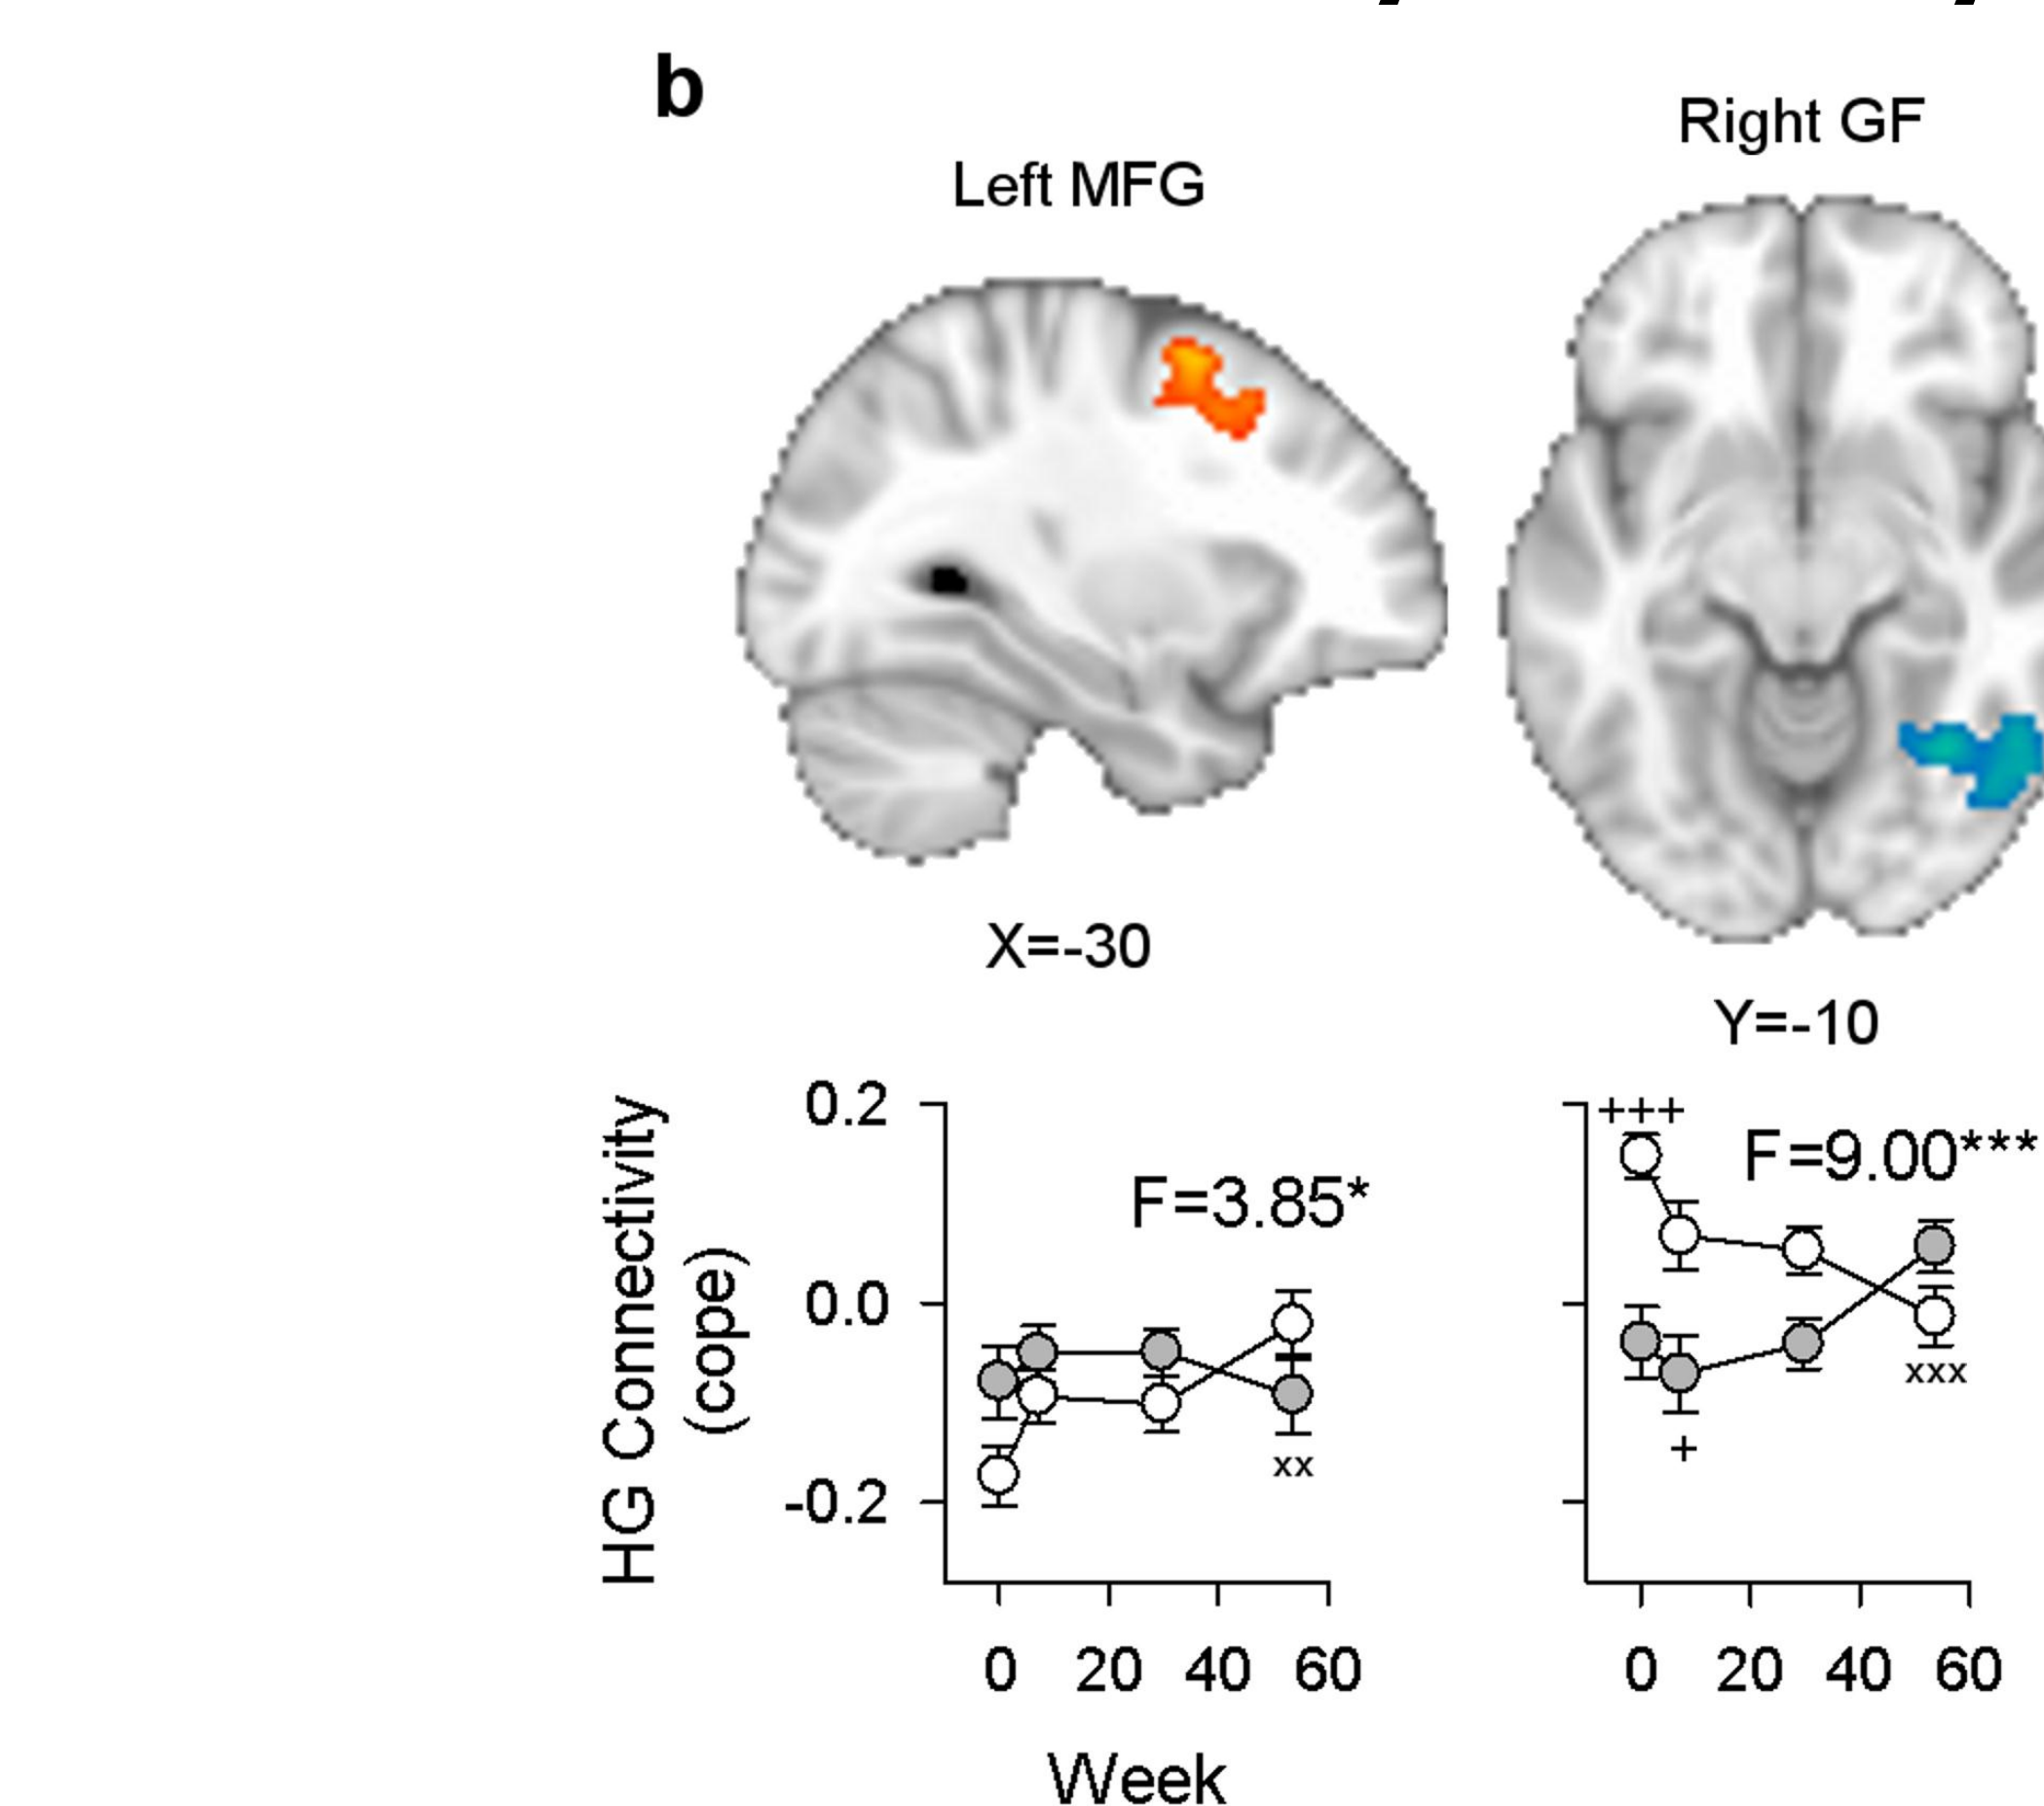 b
Left MFG
Right GF
X=-30
Y=-10
HG Connectivity
(cope)
0.2
0.0
-0.2
F=3.85*
xx
0 20 40 60
Week
+++
F=9.00***
xxx
+
0 20 40 60